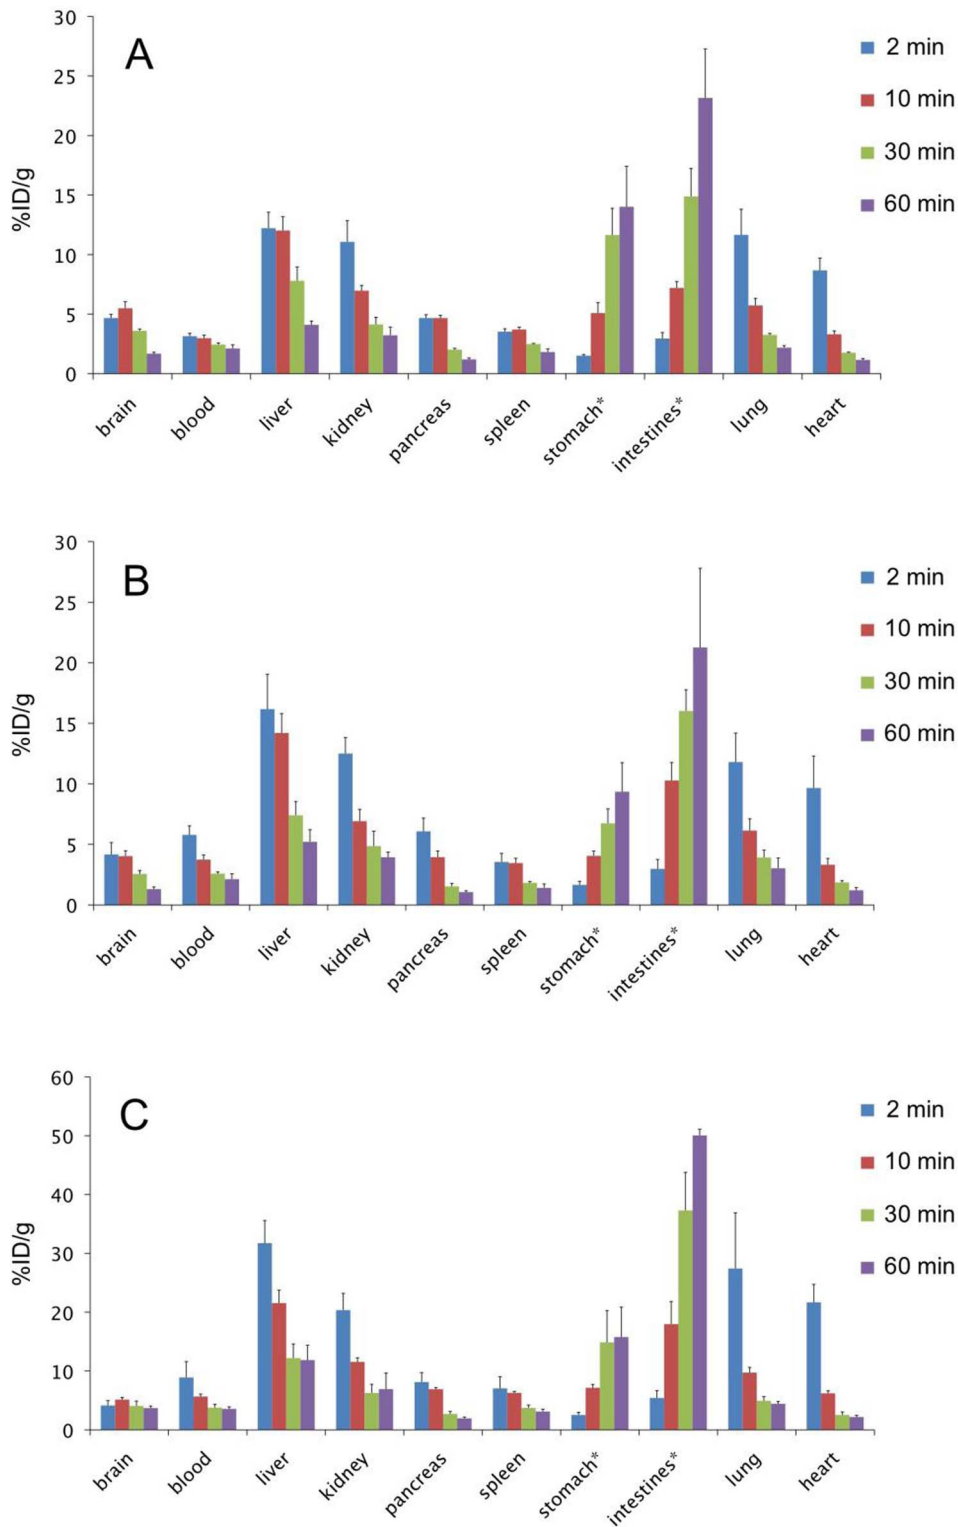 A
30
25
20
15
10
5
0
%ID/g
2 min
10 min
30 min
60 min
brain
blood
liver
kidney
pancreas
spleen
stomach*
intestines*
lung
heart
B
30
25
20
15
10
5
0
%ID/g
2 min
10 min
30 min
60 min
brain
blood
liver
kidney
pancreas
spleen
stomach*
intestines*
lung
heart
C
60
50
40
30
20
10
0
%ID/g
2 min
10 min
30 min
60 min
brain
blood
liver
kidney
pancreas
spleen
stomach*
intestines*
lung
heart